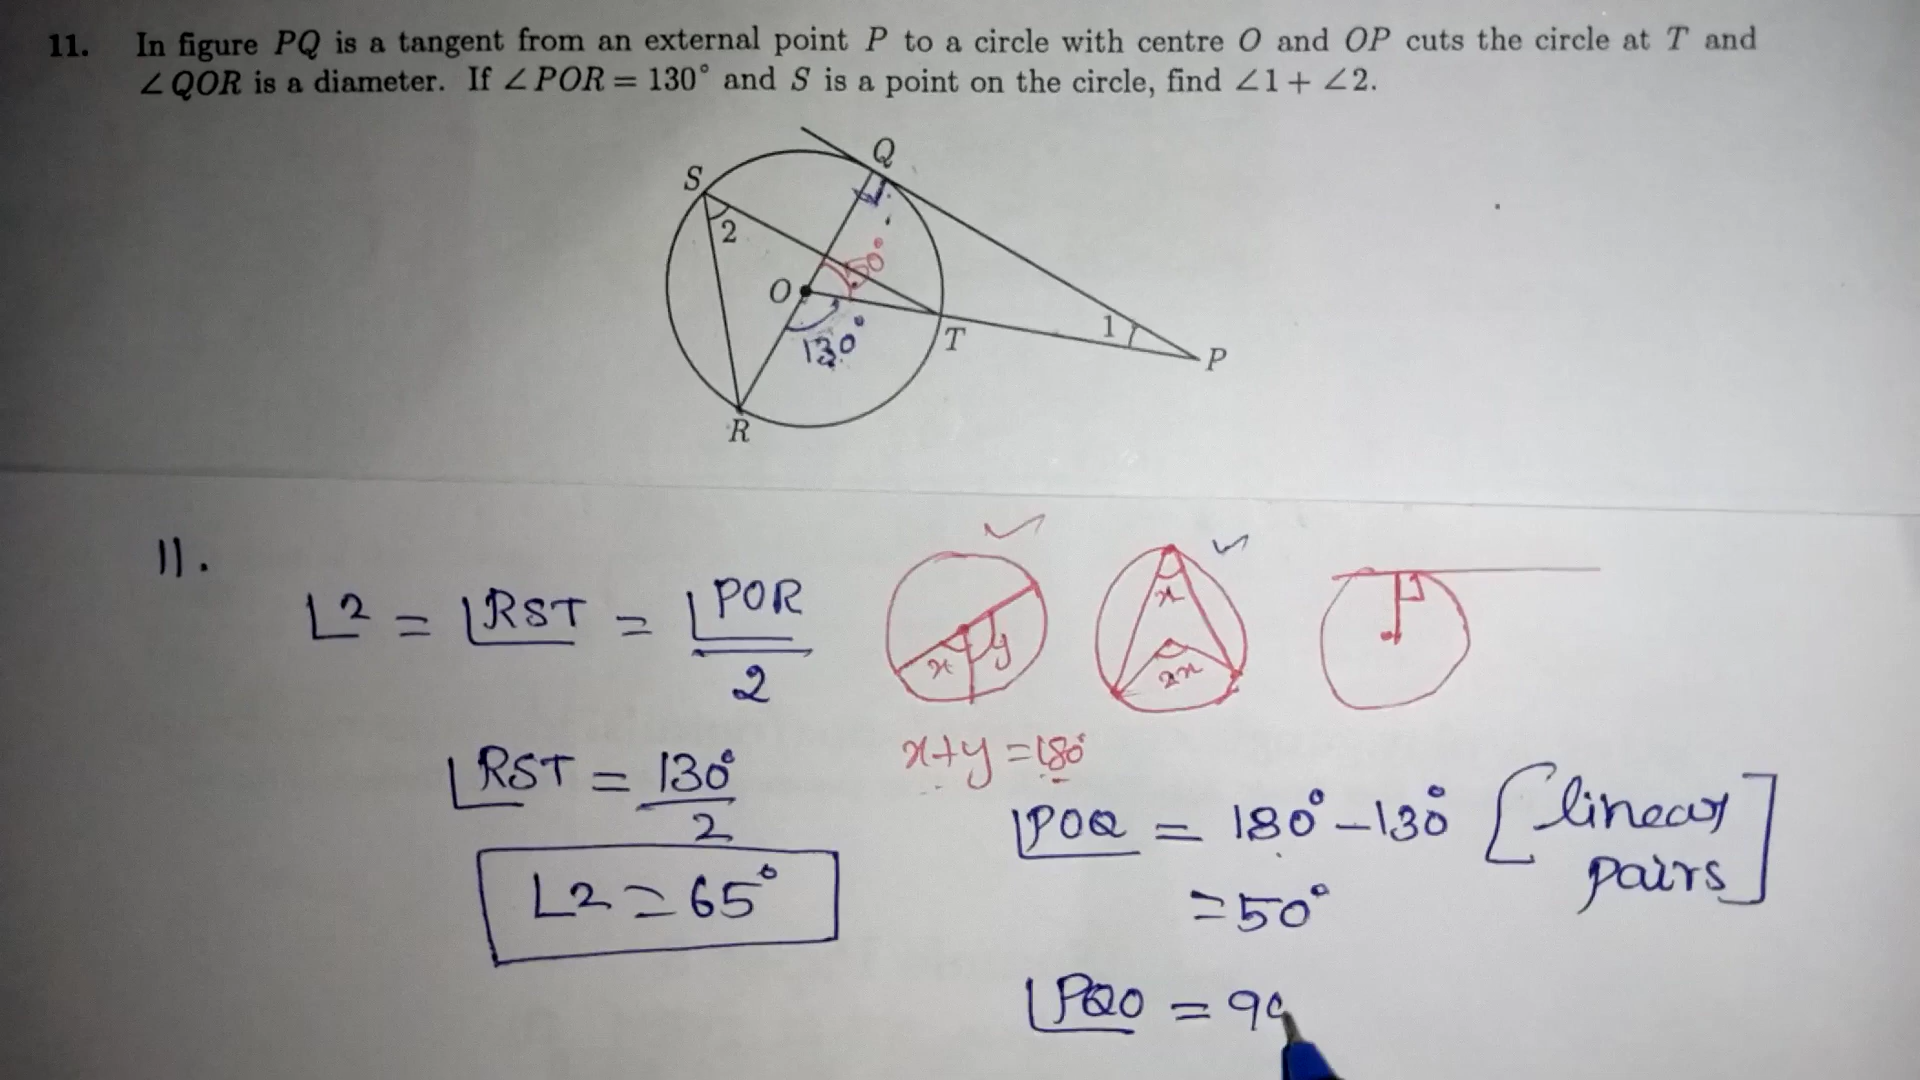 11. In figure PQ is a tangent from an external point P to a circle with centre O and OP cuts the circle at T and
∠QOR is a diameter. If ∠POR = 130° and S is a point on the circle, find ∠1 + ∠2.
Q
S
2
50°
O
130°
T
1
P
R
11.
∠2 = ∠RST = ∠POR / 2
x y
x
2x
x+y = 180°
∠RST = 130° / 2
∠2 = 65°
∠POQ = 180° - 130° [linear pairs]
= 50°
∠PQO = 90